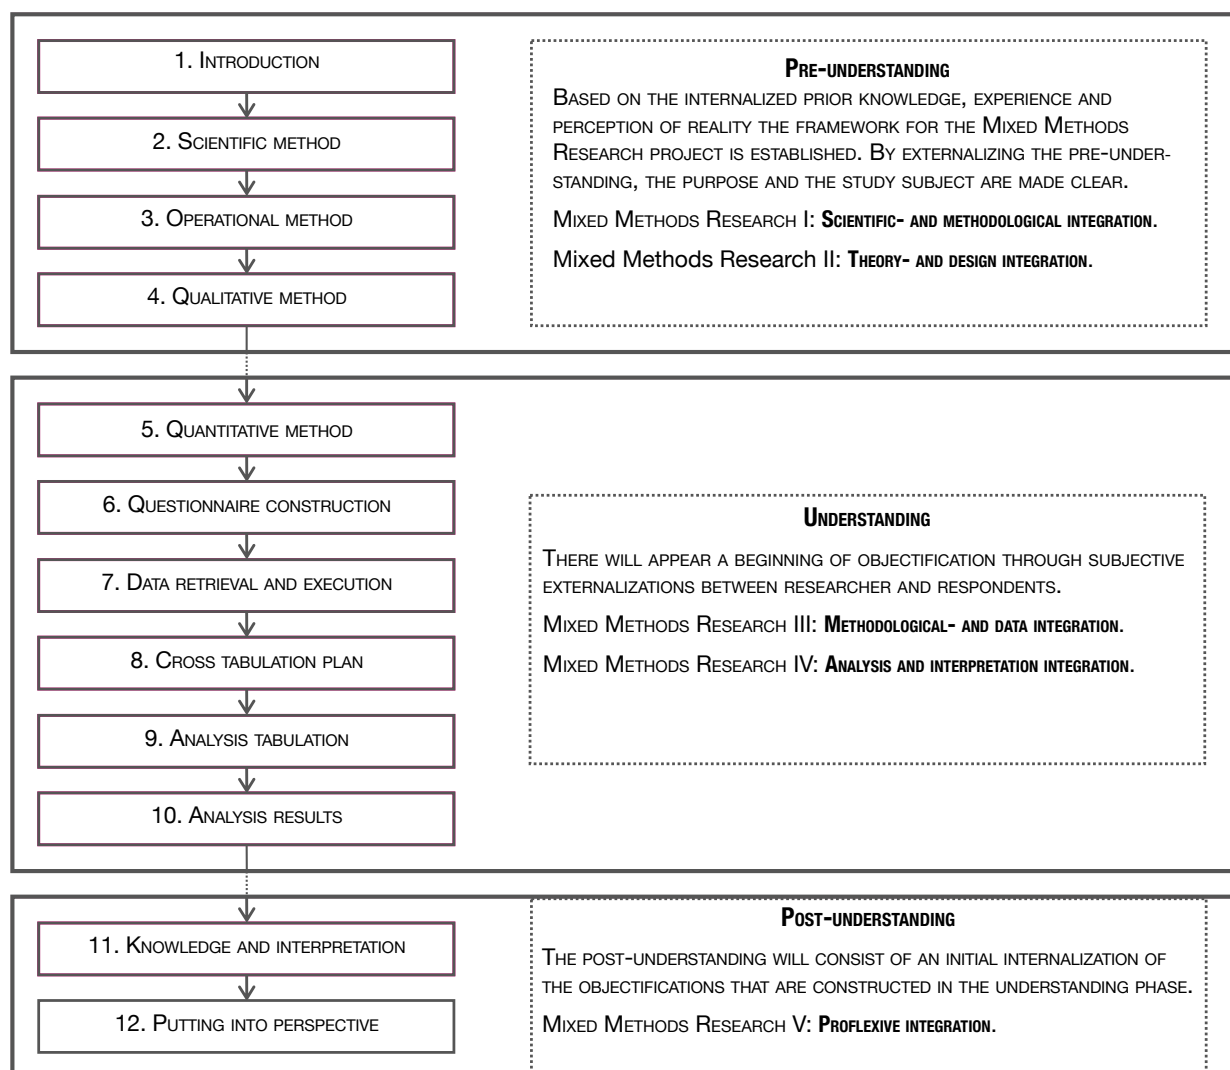 1. Introduction
2. Scientific method
3. Operational method
4. Qualitative method
Pre-understanding
Based on the internalized prior knowledge, experience and
perception of reality the framework for the Mixed Methods
Research project is established. By externalizing the pre-under-
standing, the purpose and the study subject are made clear.
Mixed Methods Research I: Scientific- and methodological integration.
Mixed Methods Research II: Theory- and design integration.
5. Quantitative method
6. Questionnaire construction
7. Data retrieval and execution
8. Cross tabulation plan
9. Analysis tabulation
10. Analysis results
Understanding
There will appear a beginning of objectification through subjective
externalizations between researcher and respondents.
Mixed Methods Research III: Methodological- and data integration.
Mixed Methods Research IV: Analysis and interpretation integration.
11. Knowledge and interpretation
12. Putting into perspective
Post-understanding
The post-understanding will consist of an initial internalization of
the objectifications that are constructed in the understanding phase.
Mixed Methods Research V: Proflexive integration.